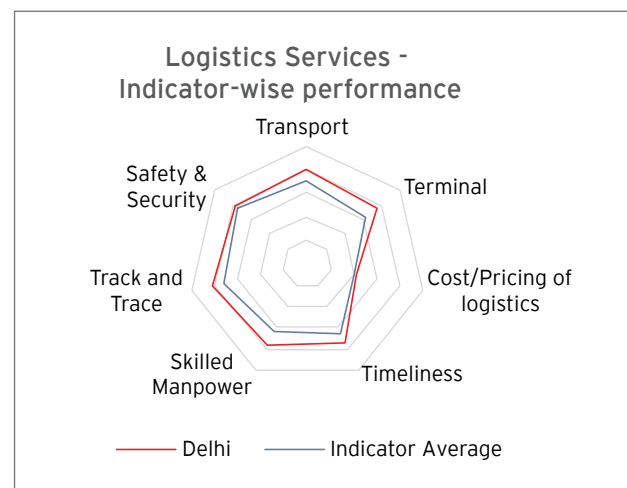 Logistics Services -
Indicator-wise performance
Transport
Safety &
Security
Terminal
Track and
Trace
Cost/Pricing of
logistics
Skilled
Manpower
Timeliness
Delhi
Indicator Average